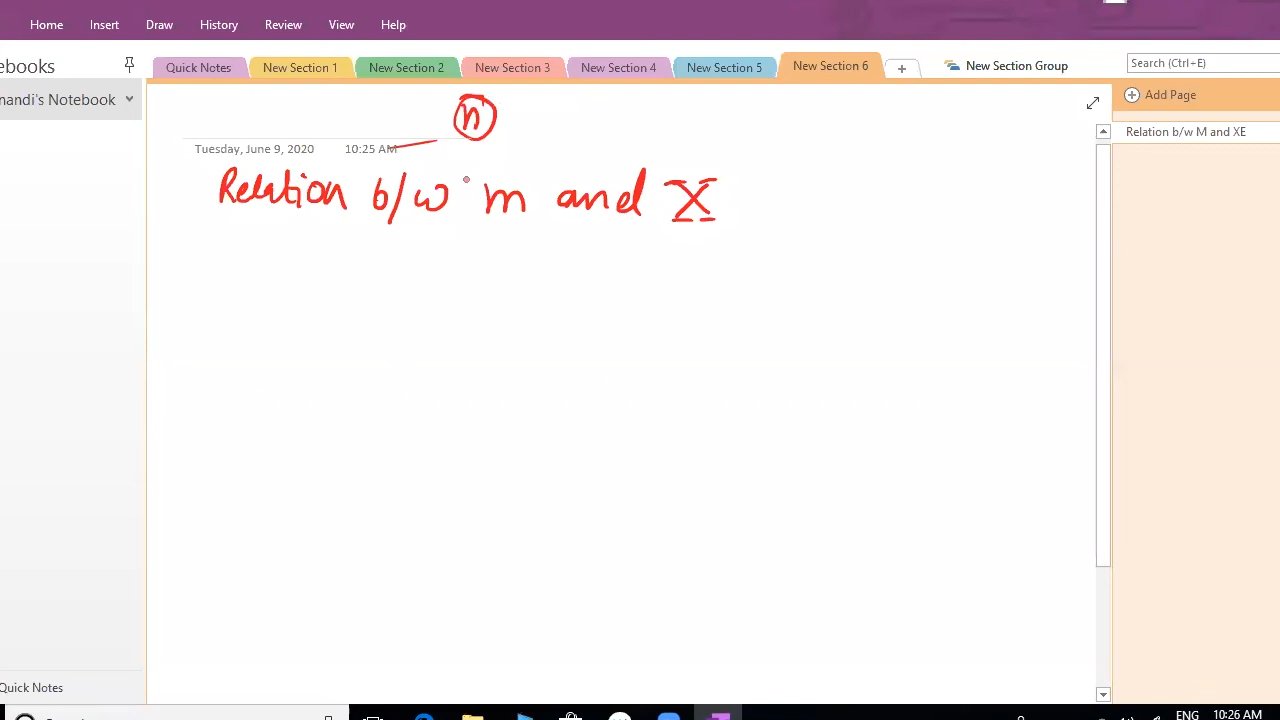 Home Insert Draw History Review View Help
ebooks
Quick Notes New Section 1 New Section 2 New Section 3 New Section 4 New Section 5 New Section 6 + New Section Group Search (Ctrl+E)
nandi's Notebook
Add Page
n
Relation b/w M and XE
Tuesday, June 9, 2020 10:25 AM
Relation b/w m and X
Quick Notes
ENG 10:26 AM